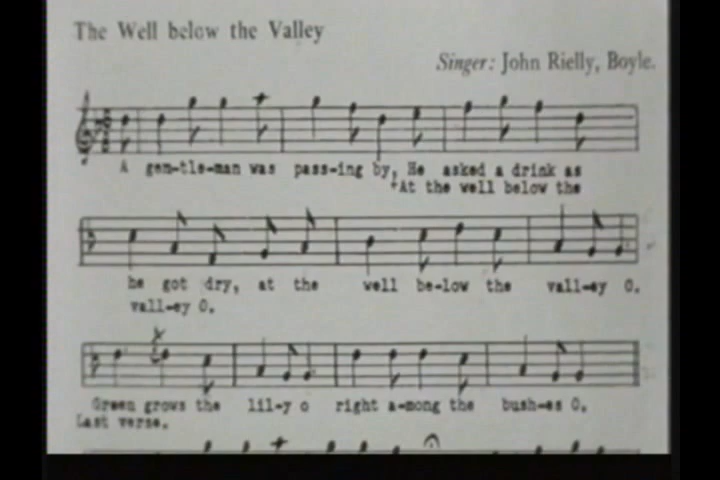 The Well below the Valley
Singer: John Rielly, Boyle.
A gen-tle-man was pass-ing by, He asked a drink as
+At the well below the
he got dry, at the well be-low the vall-ey O.
vall-ey O.
Green grows the lil-y o right a-mong the bush-es O.
Last verse.